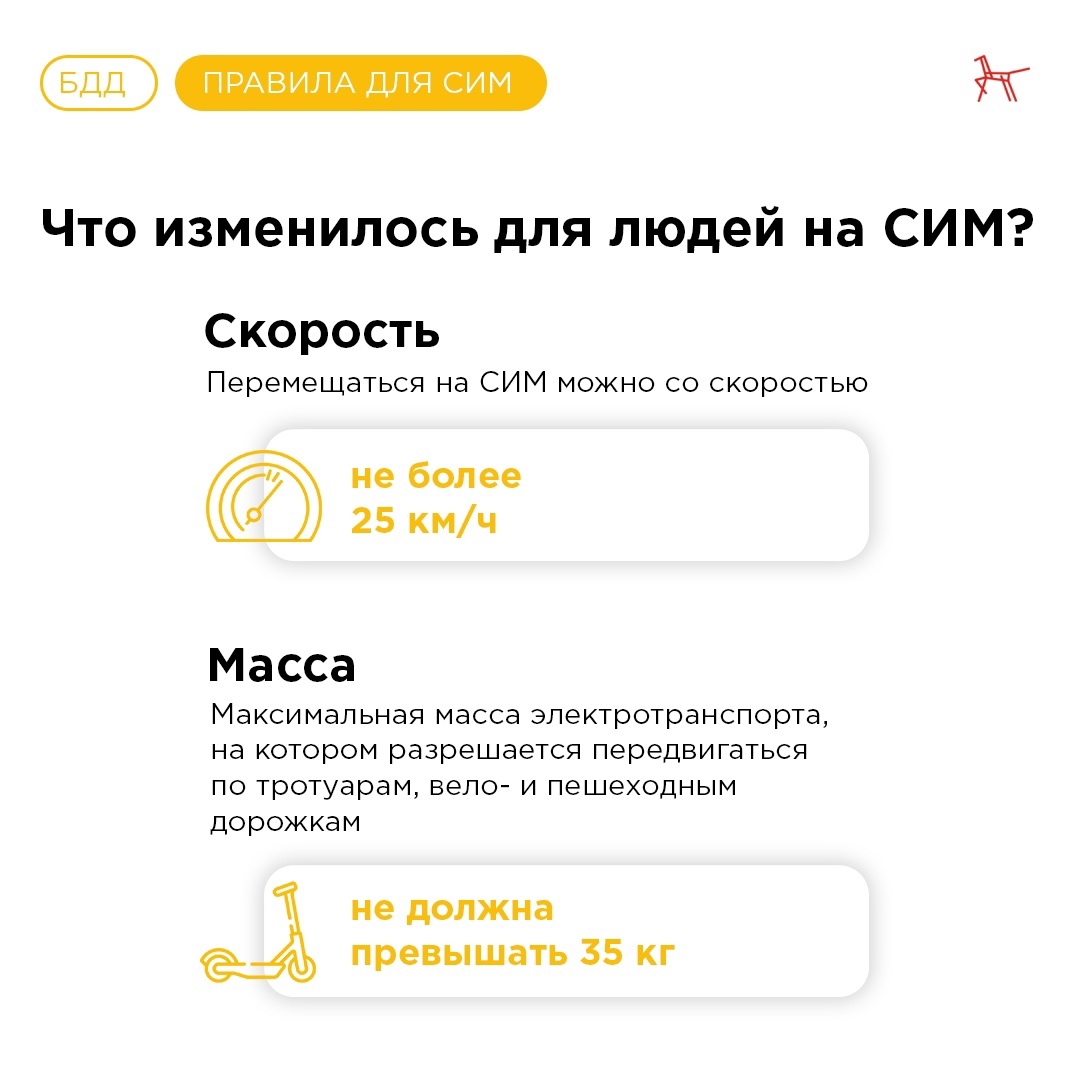 БДД
ПРАВИЛА ДЛЯ СИМ
Что изменилось для людей на СИМ?
Скорость
Перемещаться на СИМ можно со скоростью
не более
25 км/ч
Масса
Максимальная масса электротранспорта,
на котором разрешается передвигаться
по тротуарам, вело- и пешеходным
дорожкам
не должна
превышать 35 кг